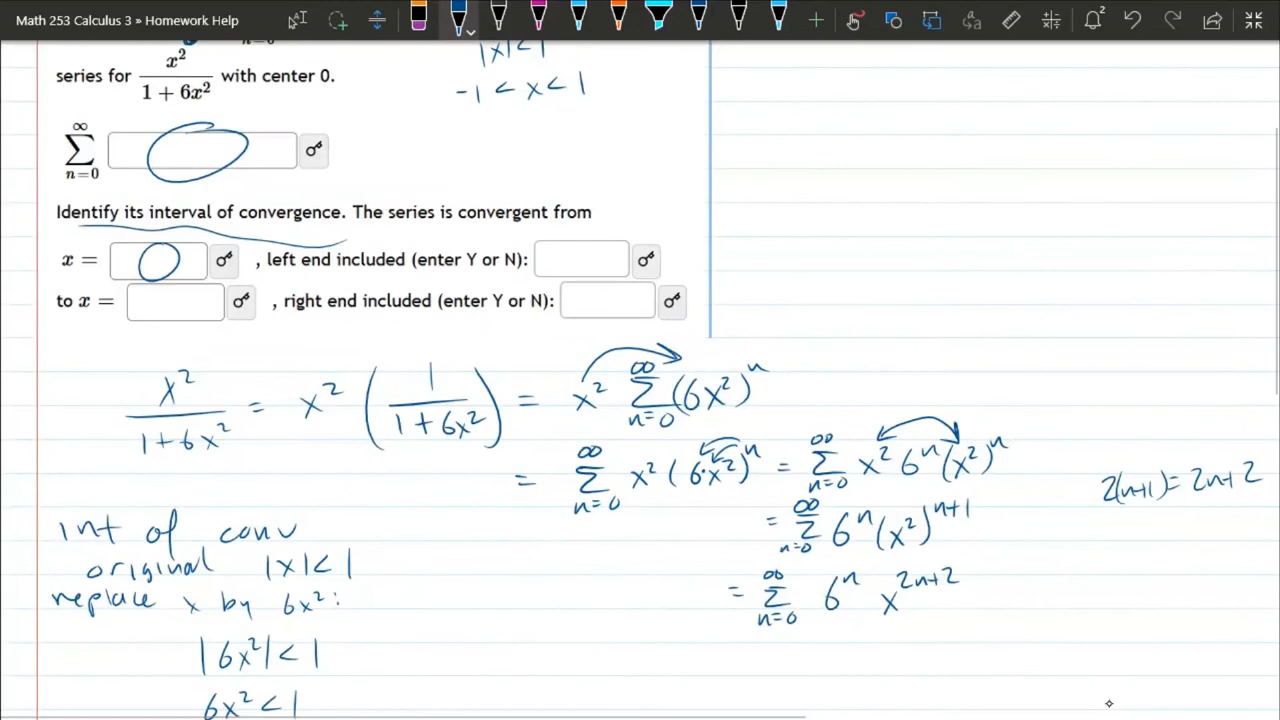 Math 253 Calculus 3 » Homework Help
2
|x| < 1
series for x² / 1 + 6x² with center 0.
-1 < x < 1
∞ ∑ n=0
Identify its interval of convergence. The series is convergent from
x = , left end included (enter Y or N):
to x = , right end included (enter Y or N):
x² / 1 + 6x² = x² ( 1 / 1 + 6x² ) = x² ∞ ∑ n=0 (6x²)ⁿ
= ∞ ∑ n=0 x² (6·x²)ⁿ = ∞ ∑ n=0 x² 6ⁿ (x²)ⁿ
2(n+1) = 2n+2
= ∞ ∑ n=0 6ⁿ (x²)ⁿ⁺¹
= ∞ ∑ n=0 6ⁿ x²ⁿ⁺²
int of conv
original |x| < 1
replace x by 6x²:
|6x²| < 1
6x² < 1